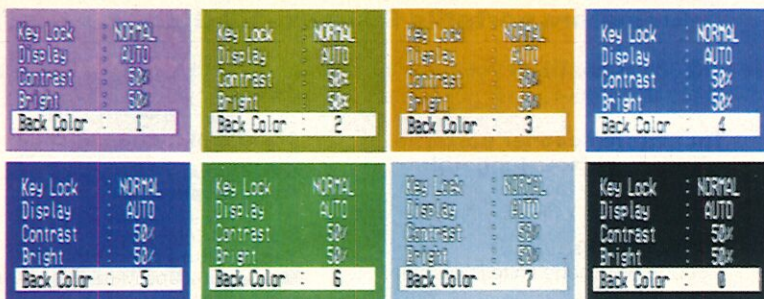 Key Lock : NORMAL
Display : AUTO
Contrast : 50%
Bright : 50%
Back Color : 1
Key Lock : NORMAL
Display : AUTO
Contrast : 50%
Bright : 50%
Back Color : 2
Key Lock : NORMAL
Display : AUTO
Contrast : 50%
Bright : 50%
Back Color : 3
Key Lock : NORMAL
Display : AUTO
Contrast : 50%
Bright : 50%
Back Color : 4
Key Lock : NORMAL
Display : AUTO
Contrast : 50%
Bright : 50%
Back Color : 5
Key Lock : NORMAL
Display : AUTO
Contrast : 50%
Bright : 50%
Back Color : 6
Key Lock : NORMAL
Display : AUTO
Contrast : 50%
Bright : 50%
Back Color : 7
Key Lock : NORMAL
Display : AUTO
Contrast : 50%
Bright : 50%
Back Color : 0